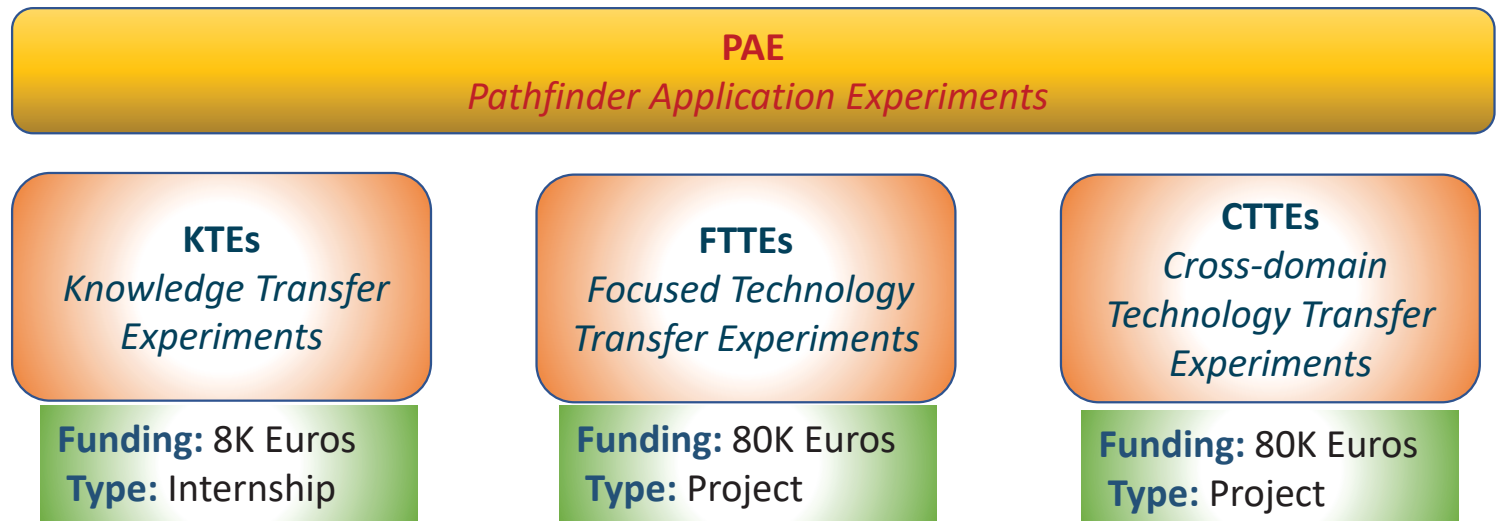 PAE
Pathfinder Application Experiments
KTEs
Knowledge Transfer
Experiments
Funding: 8K Euros
Type: Internship
FTTEs
Focused Technology
Transfer Experiments
Funding: 80K Euros
Type: Project
CTTEs
Cross-domain
Technology Transfer
Experiments
Funding: 80K Euros
Type: Project